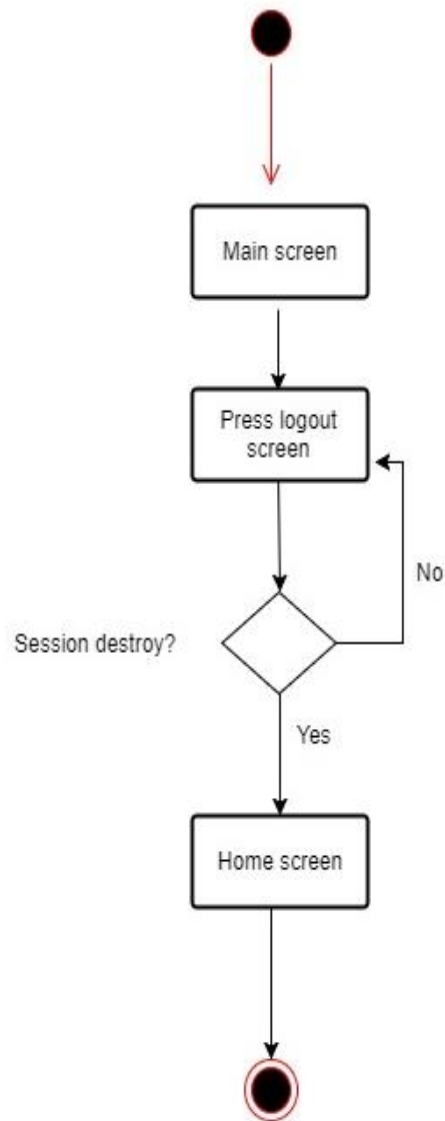 Main screen
Press logout
screen
No
Session destroy?
Yes
Home screen